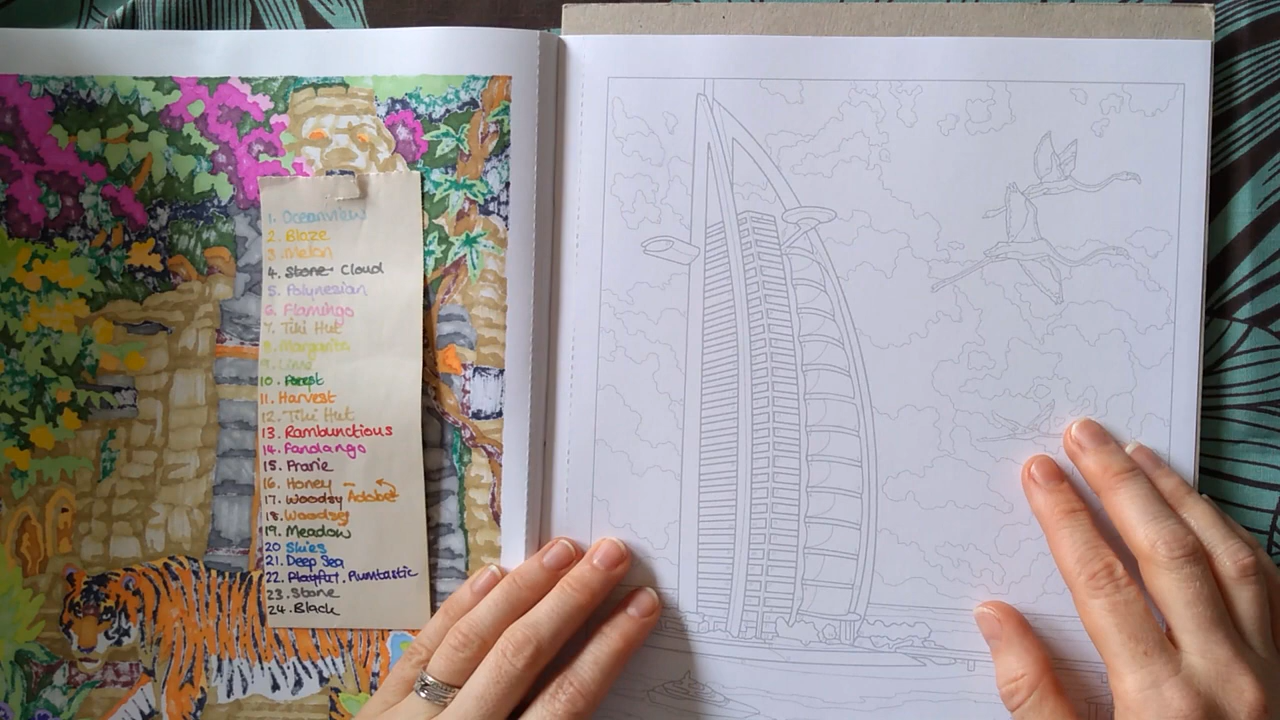 1. Oceanview
2. Blaze
3. Melon
4. Stone Cloud
5. Polynesian
6. Flamingo
7. Tiki Hut
8. Margarita
9. Lime
10. Forest
11. Harvest
12. Tiki Hut
13. Rambunctious
14. Fandango
15. Prarie
16. Honey
17. Woodsy Adobe
18. Woodsy
19. Meadow
20 Skies
21. Deep Sea
22. Playful. Plumtastic
23. Stone
24. Black